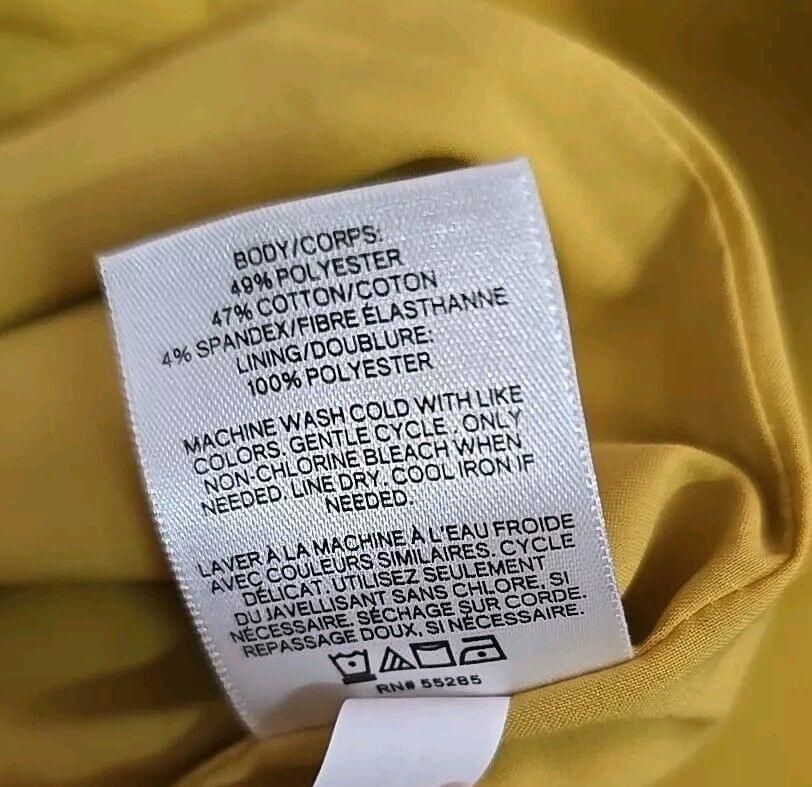 BODY/CORPS:
49% POLYESTER
47% COTTON/COTON
4% SPANDEX/FIBRE ÉLASTHANNE
LINING/DOUBLURE:
100% POLYESTER
MACHINE WASH COLD WITH LIKE
COLORS. GENTLE CYCLE. ONLY
NON-CHLORINE BLEACH WHEN
NEEDED. LINE DRY. COOL IRON IF
NEEDED.
LAVER À LA MACHINE À L'EAU FROIDE
AVEC COULEURS SIMILAIRES. CYCLE
DÉLICAT. UTILISEZ SEULEMENT
DU JAVELLISANT SANS CHLORE, SI
NÉCESSAIRE. SÉCHAGE SUR CORDE.
REPASSAGE DOUX, SI NÉCESSAIRE.
RN# 55285